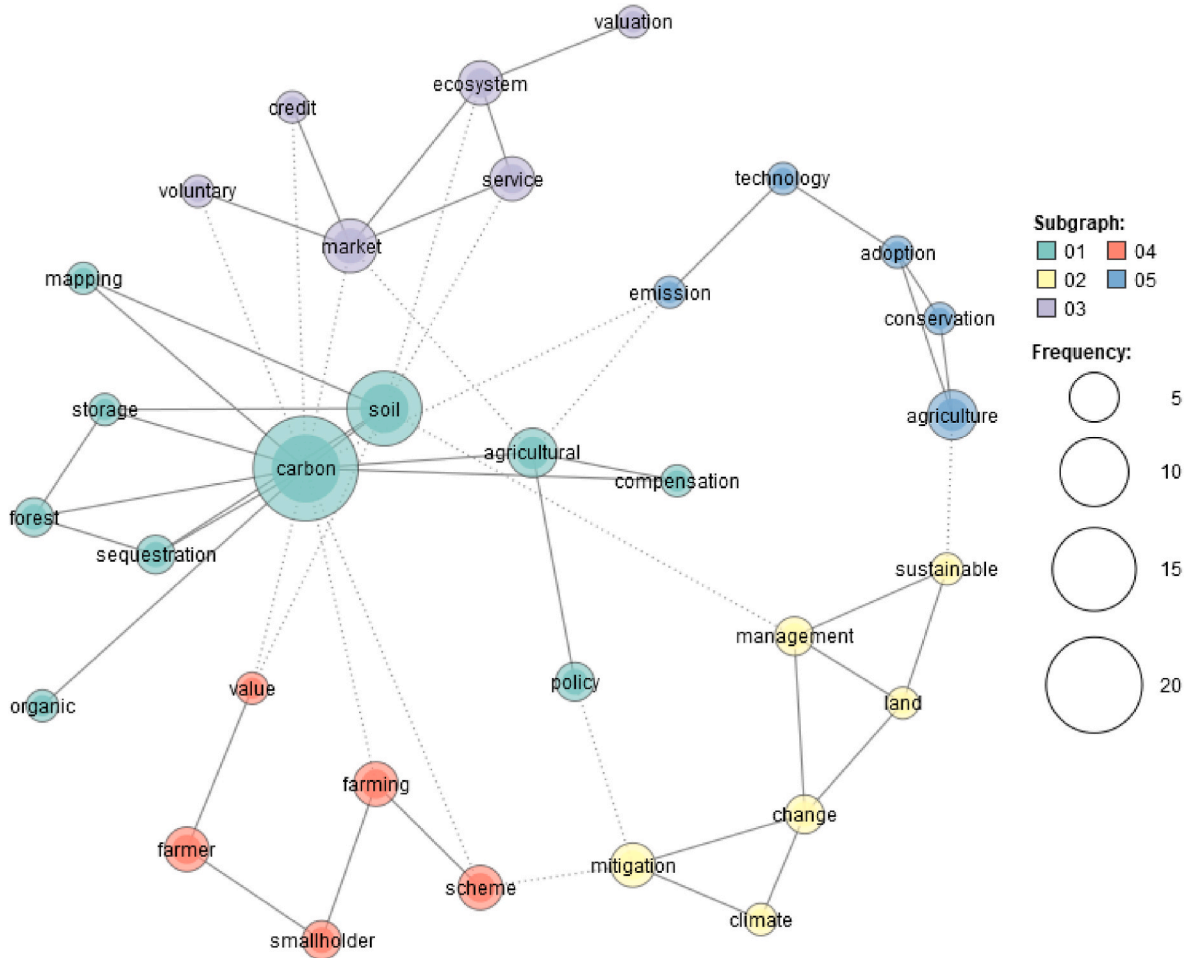 valuation
ecosystem
credit
service
voluntary
technology
market
adoption
mapping
emission
conservation
storage
soil
agriculture
agricultural
carbon
compensation
forest
sequestration
sustainable
management
policy
value
land
organic
farming
change
farmer
mitigation
scheme
climate
smallholder
Subgraph:
01 04
02 05
03
Frequency:
5
10
15
20